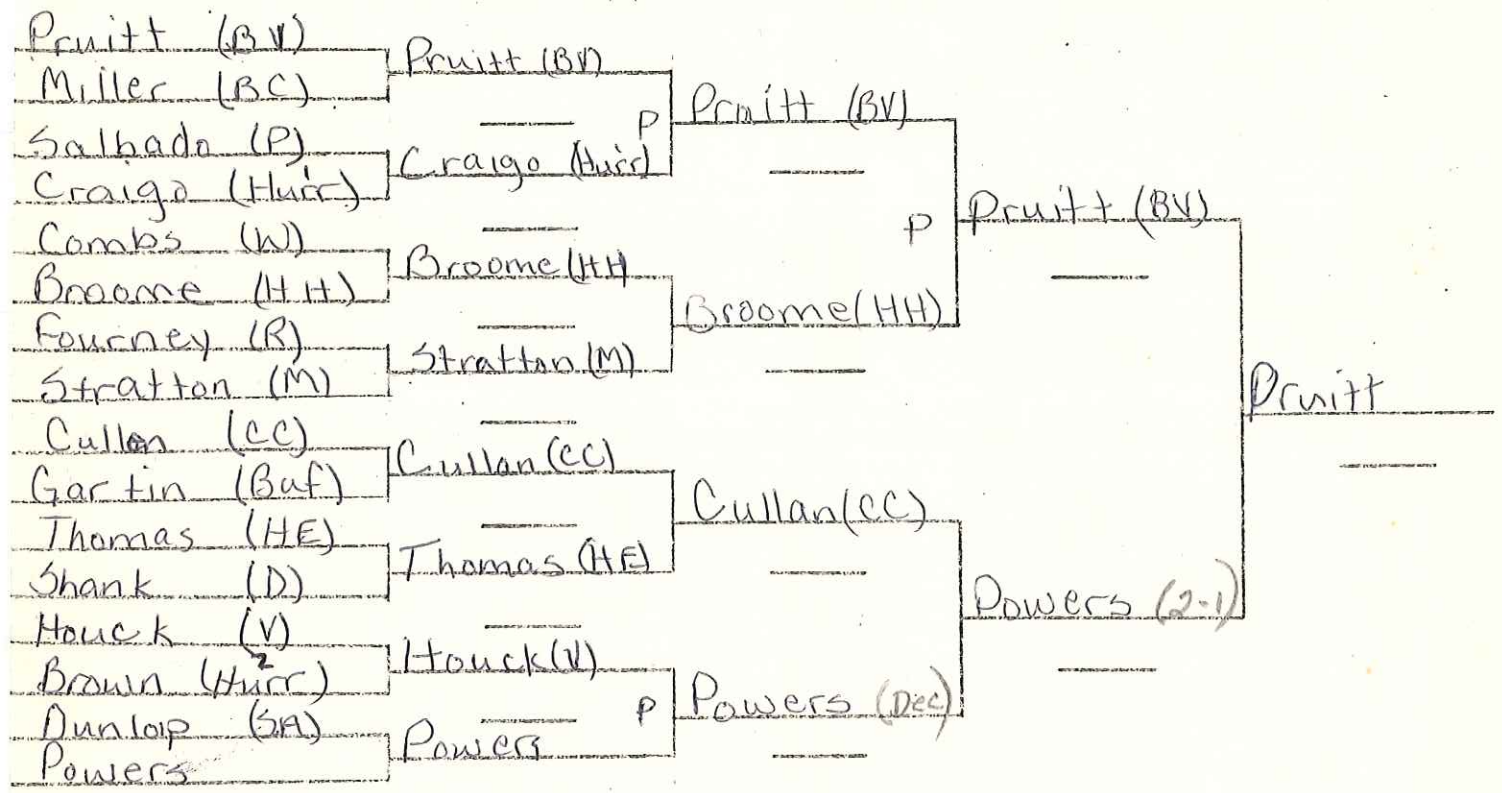 Pruitt (BV)
Miller (BC)
Salbado (P)
Craigo (Hurr)
Combs (W)
Broome (HH)
Fourney (R)
Stratton (M)
Cullan (CC)
Gartin (Buf)
Thomas (HE)
Shank (D)
Houck (V)
Brown (Hurr) 2
Dunlop (SA)
Powers
Pruitt (BV)
P
Craigo (Hurr)
Broome (HH)
Stratton (M)
Cullan (CC)
Thomas (HE)
Houck (V)
P
Powers
Pruitt (BV)
P
Broome (HH)
Cullan (CC)
Powers (Dec)
Pruitt (BV)
Powers (2-1)
Pruitt